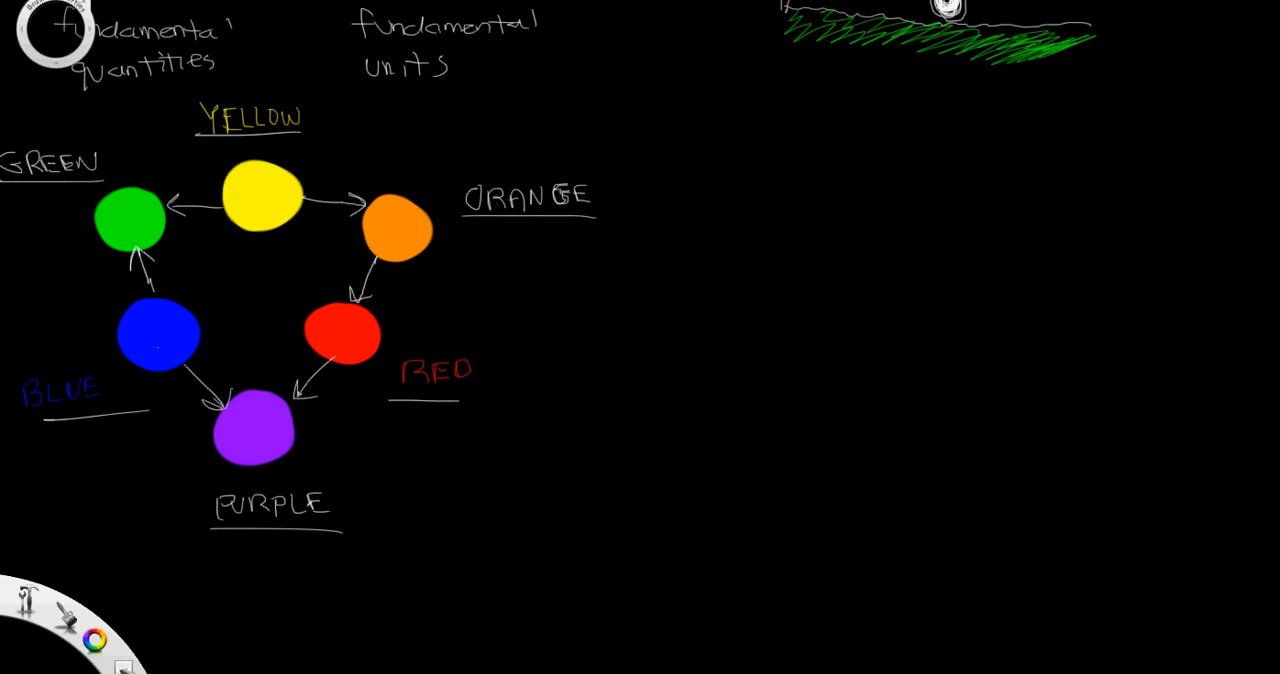 fundamental
quantities
fundamental
units
YELLOW
GREEN
ORANGE
BLUE
RED
PURPLE